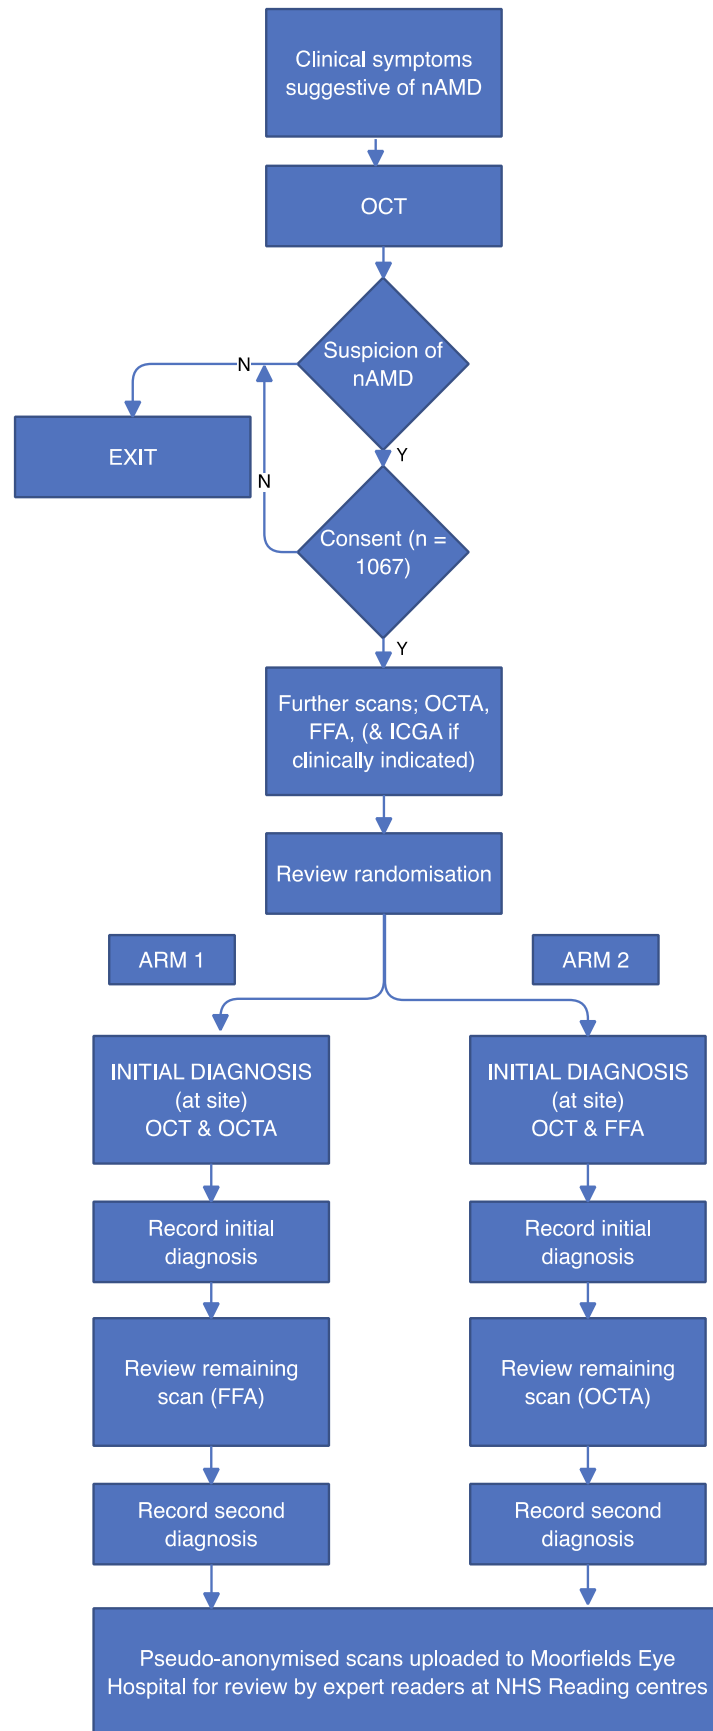 Clinical symptoms
suggestive of nAMD
OCT
Suspicion of
nAMD
N
EXIT
Y
N
Consent (n =
1067)
Y
Further scans; OCTA,
FFA, (& ICGA if
clinically indicated)
Review randomisation
ARM 1
ARM 2
INITIAL DIAGNOSIS
(at site)
OCT & OCTA
INITIAL DIAGNOSIS
(at site)
OCT & FFA
Record initial
diagnosis
Record initial
diagnosis
Review remaining
scan (FFA)
Review remaining
scan (OCTA)
Record second
diagnosis
Record second
diagnosis
Pseudo-anonymised scans uploaded to Moorfields Eye
Hospital for review by expert readers at NHS Reading centres